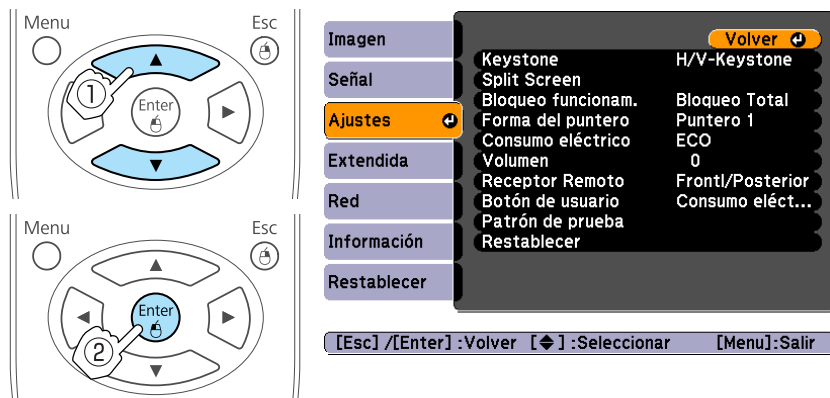 Menu Esc
①
Enter
Menu Esc
Enter
②
Imagen
Señal
Ajustes
Extendida
Red
Información
Restablecer
Volver
Keystone H/V-Keystone
Split Screen
Bloqueo funcionam. Bloqueo Total
Forma del puntero Puntero 1
Consumo eléctrico ECO
Volumen 0
Receptor Remoto Frontl/Posterior
Botón de usuario Consumo eléct...
Patrón de prueba
Restablecer
[Esc] /[Enter] :Volver [◆] :Seleccionar [Menu]:Salir